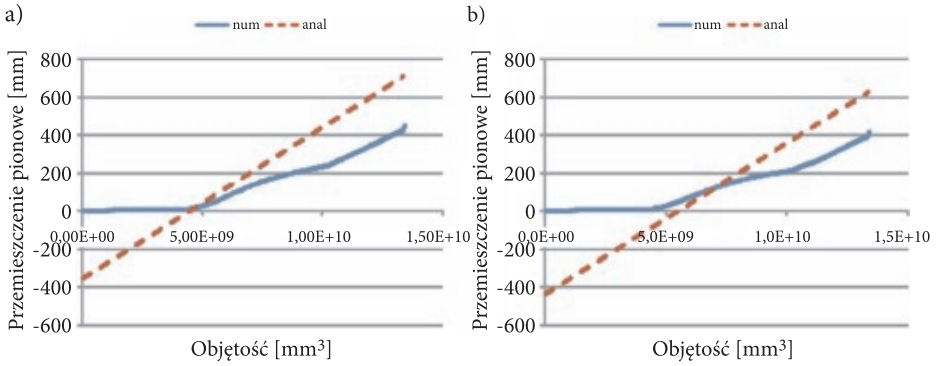 a)
num anal
Przemieszczenie pionowe [mm]
800
600
400
200
0
-200
-400
-600
0,00E+00 5,00E+09 1,00E+10 1,50E+10
Objętość [mm³]
b)
num anal
Przemieszczenie pionowe [mm]
800
600
400
200
0
-200
-400
-600
0,0E+00 5,0E+09 1,0E+10 1,5E+10
Objętość [mm³]